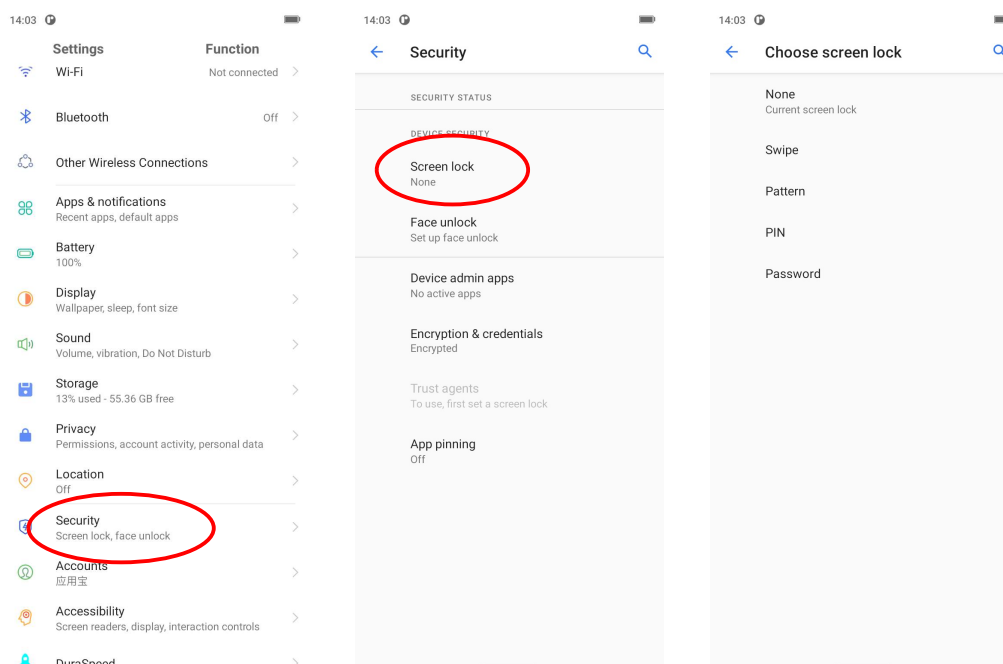 14:03
Settings Function
Wi-Fi Not connected
Bluetooth Off
Other Wireless Connections
Apps & notifications
Recent apps, default apps
Battery
100%
Display
Wallpaper, sleep, font size
Sound
Volume, vibration, Do Not Disturb
Storage
13% used - 55.36 GB free
Privacy
Permissions, account activity, personal data
Location
Off
Security
Screen lock, face unlock
Accounts
应用宝
Accessibility
Screen readers, display, interaction controls
DuraSpeed
14:03
Security
SECURITY STATUS
DEVICE SECURITY
Screen lock
None
Face unlock
Set up face unlock
Device admin apps
No active apps
Encryption & credentials
Encrypted
Trust agents
To use, first set a screen lock
App pinning
Off
14:03
Choose screen lock
None
Current screen lock
Swipe
Pattern
PIN
Password